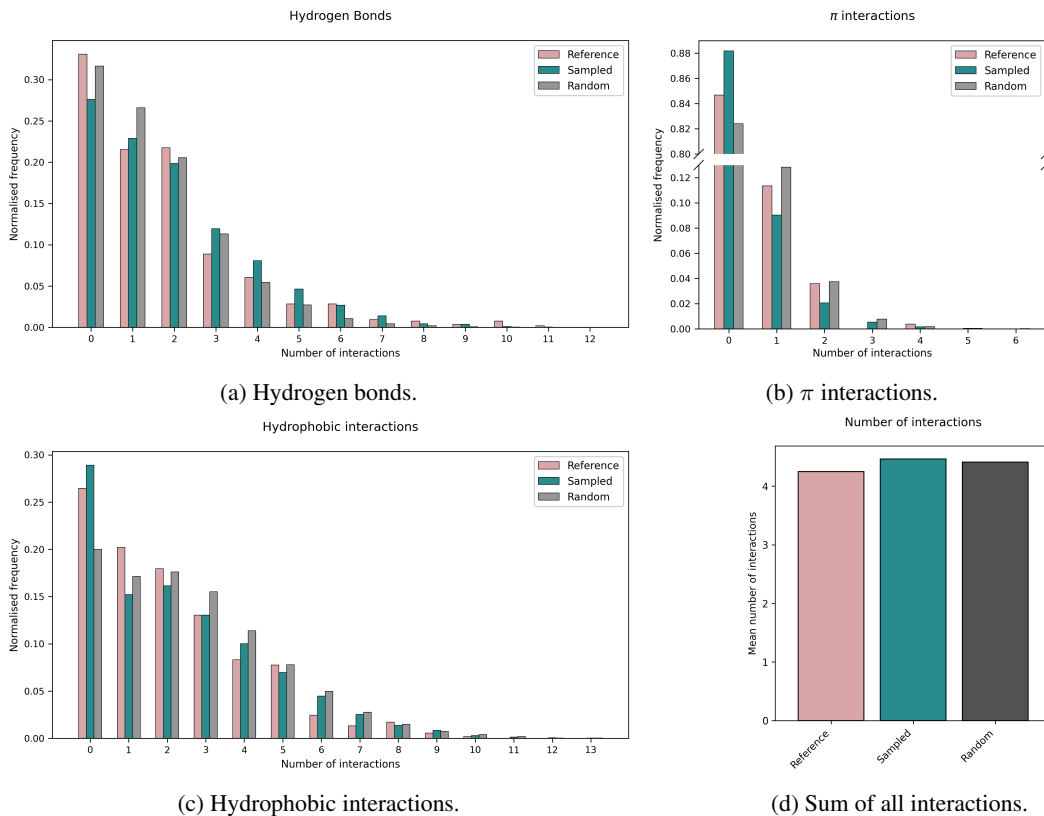 Hydrogen Bonds
Normalised frequency
0.30
0.25
0.20
0.15
0.10
0.05
0.00
Reference
Sampled
Random
0 1 2 3 4 5 6 7 8 9 10 11 12
Number of interactions
(a) Hydrogen bonds.
π interactions
Normalised frequency
0.88
0.86
0.84
0.82
0.80
0.12
0.10
0.08
0.06
0.04
0.02
0.00
Reference
Sampled
Random
0 1 2 3 4 5 6
Number of interactions
(b) π interactions.
Hydrophobic interactions
Normalised frequency
0.30
0.25
0.20
0.15
0.10
0.05
0.00
Reference
Sampled
Random
0 1 2 3 4 5 6 7 8 9 10 11 12 13
Number of interactions
(c) Hydrophobic interactions.
Number of interactions
Mean number of interactions
4
3
2
1
0
Reference
Sampled
Random
(d) Sum of all interactions.